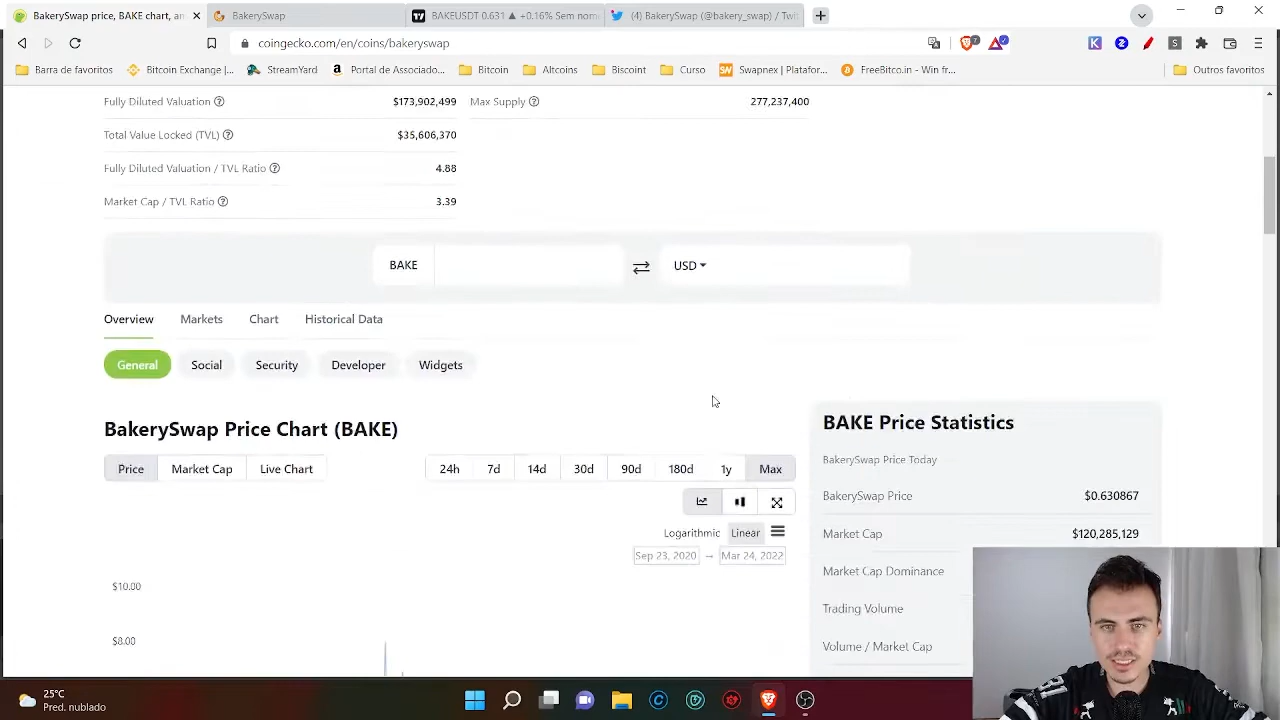 BakerySwap price, BAKE chart, an
BakerySwap
BAKEUSDT 0.631 ▲ +0.16% Sem nom
(4) BakerySwap (@bakery_swap) / Twit
coingecko.com/en/coins/bakeryswap
Barra de favoritos
Bitcoin Exchange |...
StakerYerd
Portal de Associado...
Bitcoin
Altcoins
Biscoint
Curso
Swapnex | Platafor...
FreeBitco.in - Win fr...
Outros favoritos
Fully Diluted Valuation $173,902,499 Max Supply 277,237,400
Total Value Locked (TVL) $35,606,370
Fully Diluted Valuation / TVL Ratio 4.88
Market Cap / TVL Ratio 3.39
BAKE USD
Overview Markets Chart Historical Data
General Social Security Developer Widgets
BakerySwap Price Chart (BAKE)
Price Market Cap Live Chart 24h 7d 14d 30d 90d 180d 1y Max
Logarithmic Linear
Sep 23, 2020 → Mar 24, 2022
$10.00
$8.00
BAKE Price Statistics
BakerySwap Price Today
BakerySwap Price $0.630867
Market Cap $120,285,129
Market Cap Dominance
Trading Volume
Volume / Market Cap
25°C
Pred. nublado